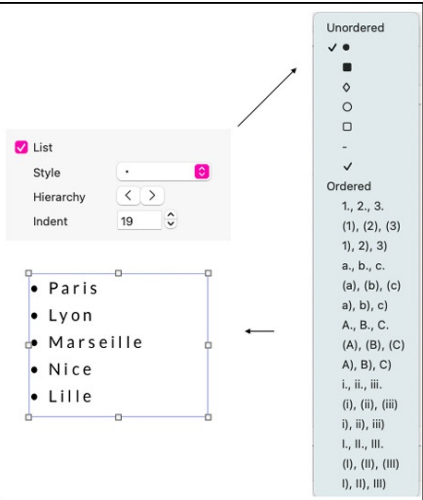 List
Style
Hierarchy
Indent 19
Paris
Lyon
Marseille
Nice
Lille
Unordered
Ordered
1., 2., 3.
(1), (2), (3)
1), 2), 3)
a., b., c.
(a), (b), (c)
a), b), c)
A., B., C.
(A), (B), (C)
A), B), C)
i., ii., iii.
(i), (ii), (iii)
i), ii), iii)
I., II., III.
(I), (II), (III)
I), II), III)